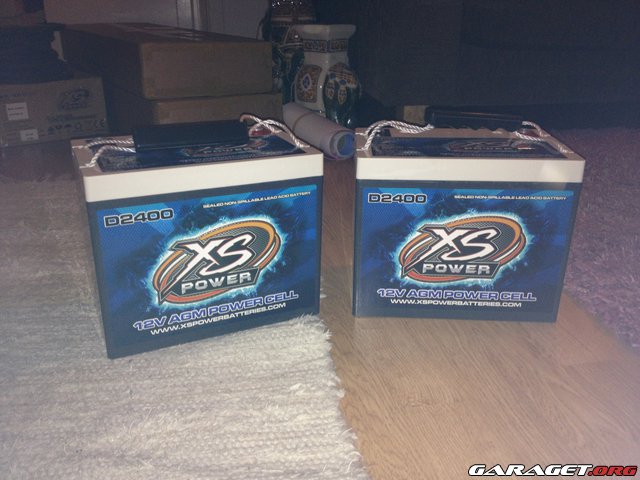 D2400
SEALED NON-SPILLABLE LEAD ACID BATTERY
XS
POWER
12V AGM POWER CELL
WWW.XSPOWERBATTERIES.COM
D2400
SEALED NON-SPILLABLE LEAD ACID BATTERY
XS
POWER
12V AGM POWER CELL
WWW.XSPOWERBATTERIES.COM
GARAGET.ORG